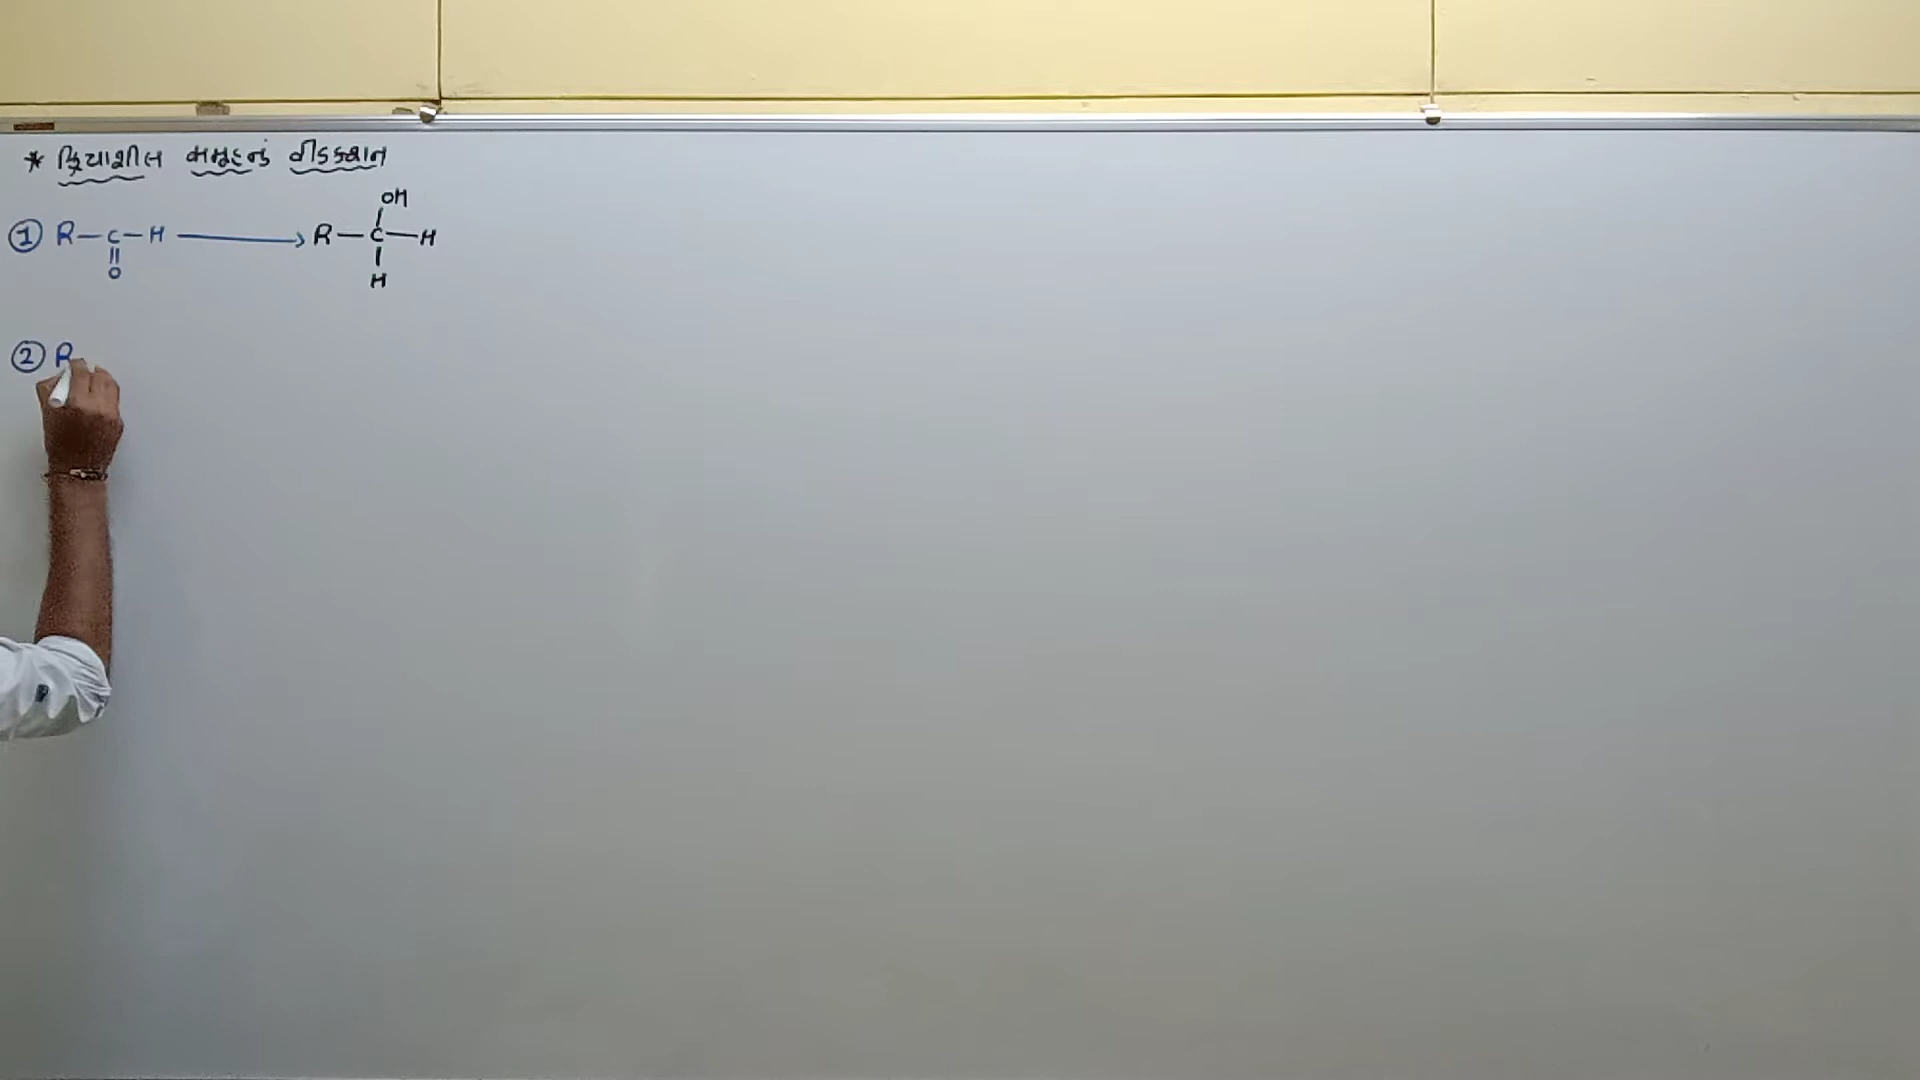 * ક્રિયાશીલ સમૂહનું રીડક્શન
OH
① R—C—H ⟶ R—C—H
|| |
O H
② R